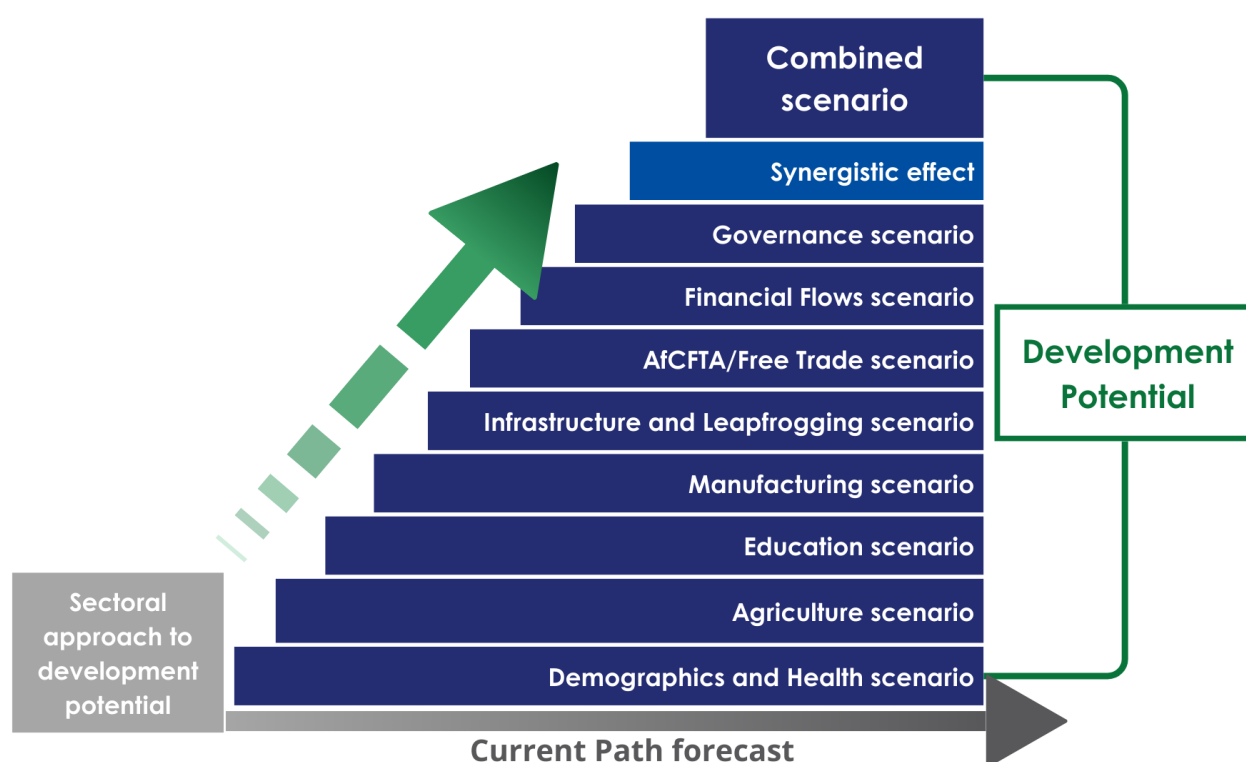 Combined
scenario
Synergistic effect
Governance scenario
Financial Flows scenario
AfCFTA/Free Trade scenario
Infrastructure and Leapfrogging scenario
Manufacturing scenario
Education scenario
Agriculture scenario
Demographics and Health scenario
Development
Potential
Sectoral
approach to
development
potential
Current Path forecast